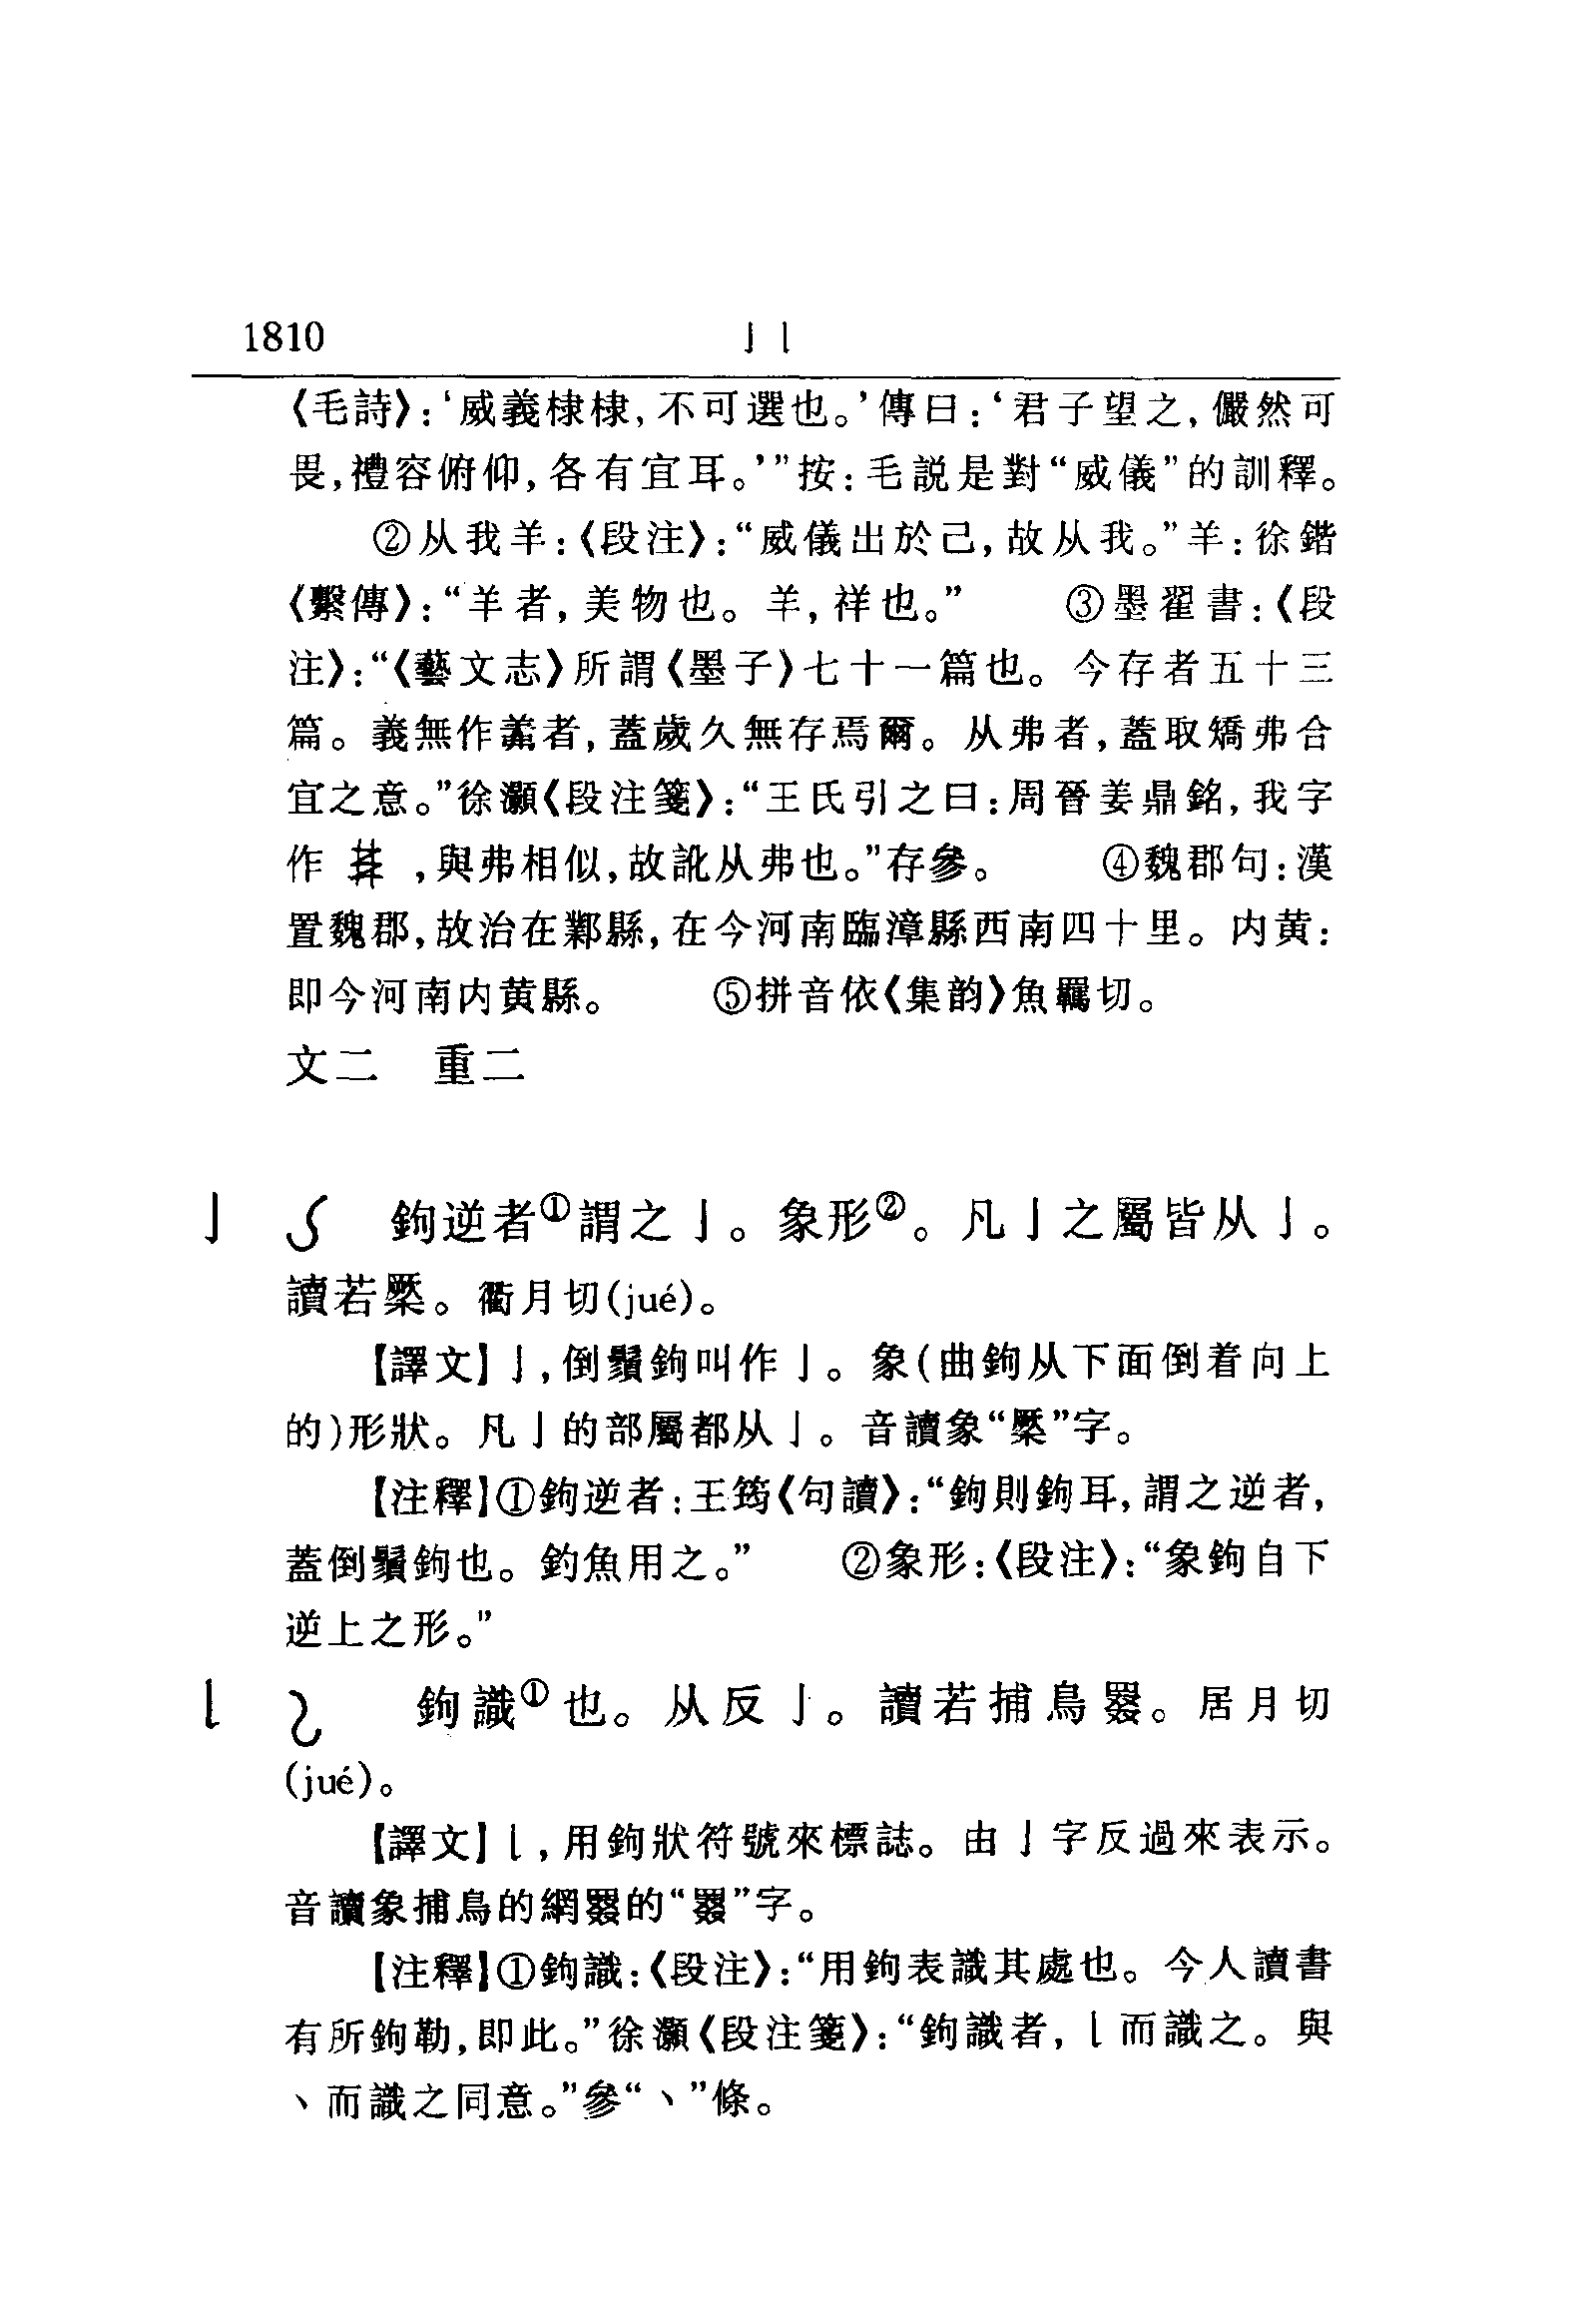 1810 亅 𠄌
〈毛詩〉:‘威義棣棣,不可選也。’傳曰:‘君子望之,儼然可
畏,禮容俯仰,各有宜耳。’”按:毛説是對“威儀”的訓釋。
②从我羊:〈段注〉:“威儀出於己,故从我。”羊:徐鍇
〈繫傳〉:“羊者,美物也。羊,祥也。” ③墨翟書:〈段
注〉:“〈藝文志〉所謂〈墨子〉七十一篇也。今存者五十三
篇。義無作羛者,蓋歲久無存焉爾。从弗者,蓋取矯弗合
宜之意。”徐灝〈段注箋〉:“王氏引之曰:周晉姜鼎銘,我字
作 ,與弗相似,故訛从弗也。”存參。 ④魏郡句:漢
置魏郡,故治在鄴縣,在今河南臨漳縣西南四十里。内黄:
即今河南内黄縣。 ⑤拼音依〈集韵〉魚羈切。
文二 重二
亅 鉤逆者①謂之亅。象形②。凡亅之屬皆从亅。
讀若橜。衢月切(jué)。
【譯文】亅,倒鬚鉤叫作亅。象(曲鉤从下面倒着向上
的)形狀。凡亅的部屬都从亅。音讀象“橜”字。
【注釋】①鉤逆者:王筠〈句讀〉:“鉤則鉤耳,謂之逆者,
蓋倒鬚鉤也。釣魚用之。” ②象形:〈段注〉:“象鉤自下
逆上之形。”
𠄌 鉤識①也。从反亅。讀若捕鳥罬。居月切
(jué)。
【譯文】𠄌,用鉤狀符號來標誌。由亅字反過來表示。
音讀象捕鳥的網罬的“罬”字。
【注釋】①鉤識:〈段注〉:“用鉤表識其處也。今人讀書
有所鉤勒,即此。”徐灝〈段注箋〉:“鉤識者,𠄌而識之。與
丶而識之同意。”參“丶”條。